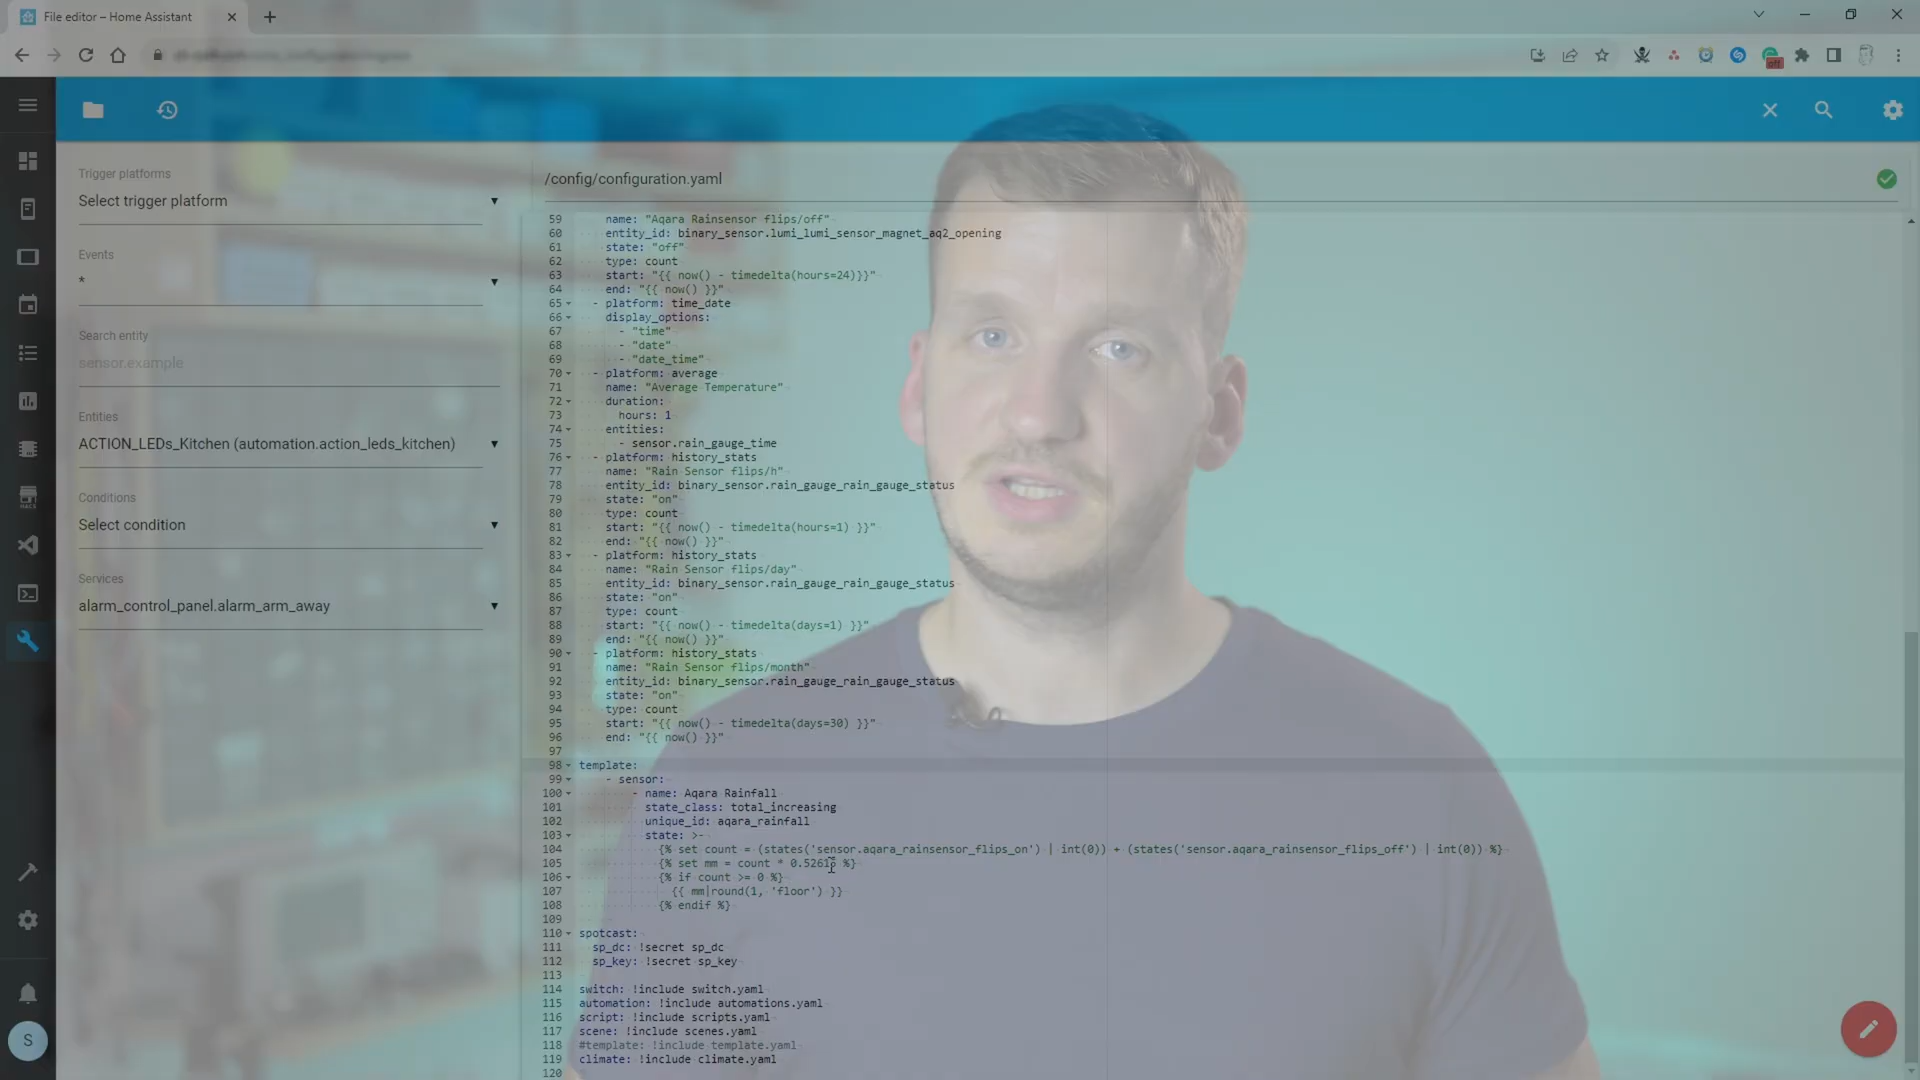 File editor – Home Assistant
off
Trigger platforms
Select trigger platform
Events
*
Search entity
sensor.example
Entities
ACTION_LEDs_Kitchen (automation.action_leds_kitchen)
Conditions
Select condition
Services
alarm_control_panel.alarm_arm_away
HACS
S
/config/configuration.yaml
59 name: "Aqara Rainsensor flips/off"
60 entity_id: binary_sensor.lumi_lumi_sensor_magnet_aq2_opening
61 state: "off"
62 type: count
63 start: "{{ now() - timedelta(hours=24)}}"
64 end: "{{ now() }}"
65 - platform: time_date
66 display_options:
67 - "time"
68 - "date"
69 - "date_time"
70 - platform: average
71 name: "Average Temperature"
72 duration:
73 hours: 1
74 entities:
75 - sensor.rain_gauge_time
76 - platform: history_stats
77 name: "Rain Sensor flips/h"
78 entity_id: binary_sensor.rain_gauge_rain_gauge_status
79 state: "on"
80 type: count
81 start: "{{ now() - timedelta(hours=1) }}"
82 end: "{{ now() }}"
83 - platform: history_stats
84 name: "Rain Sensor flips/day"
85 entity_id: binary_sensor.rain_gauge_rain_gauge_status
86 state: "on"
87 type: count
88 start: "{{ now() - timedelta(days=1) }}"
89 end: "{{ now() }}"
90 - platform: history_stats
91 name: "Rain Sensor flips/month"
92 entity_id: binary_sensor.rain_gauge_rain_gauge_status
93 state: "on"
94 type: count
95 start: "{{ now() - timedelta(days=30) }}"
96 end: "{{ now() }}"
97
98 template:
99 - sensor:
100 - name: Aqara Rainfall
101 state_class: total_increasing
102 unique_id: aqara_rainfall
103 state: >-
104 {% set count = (states('sensor.aqara_rainsensor_flips_on') | int(0)) + (states('sensor.aqara_rainsensor_flips_off') | int(0)) %}
105 {% set mm = count * 0.52616 %}
106 {% if count >= 0 %}
107 {{ mm|round(1, 'floor') }}
108 {% endif %}
109
110 spotcast:
111 sp_dc: !secret sp_dc
112 sp_key: !secret sp_key
113
114 switch: !include switch.yaml
115 automation: !include automations.yaml
116 script: !include scripts.yaml
117 scene: !include scenes.yaml
118 #template: !include template.yaml
119 climate: !include climate.yaml
120